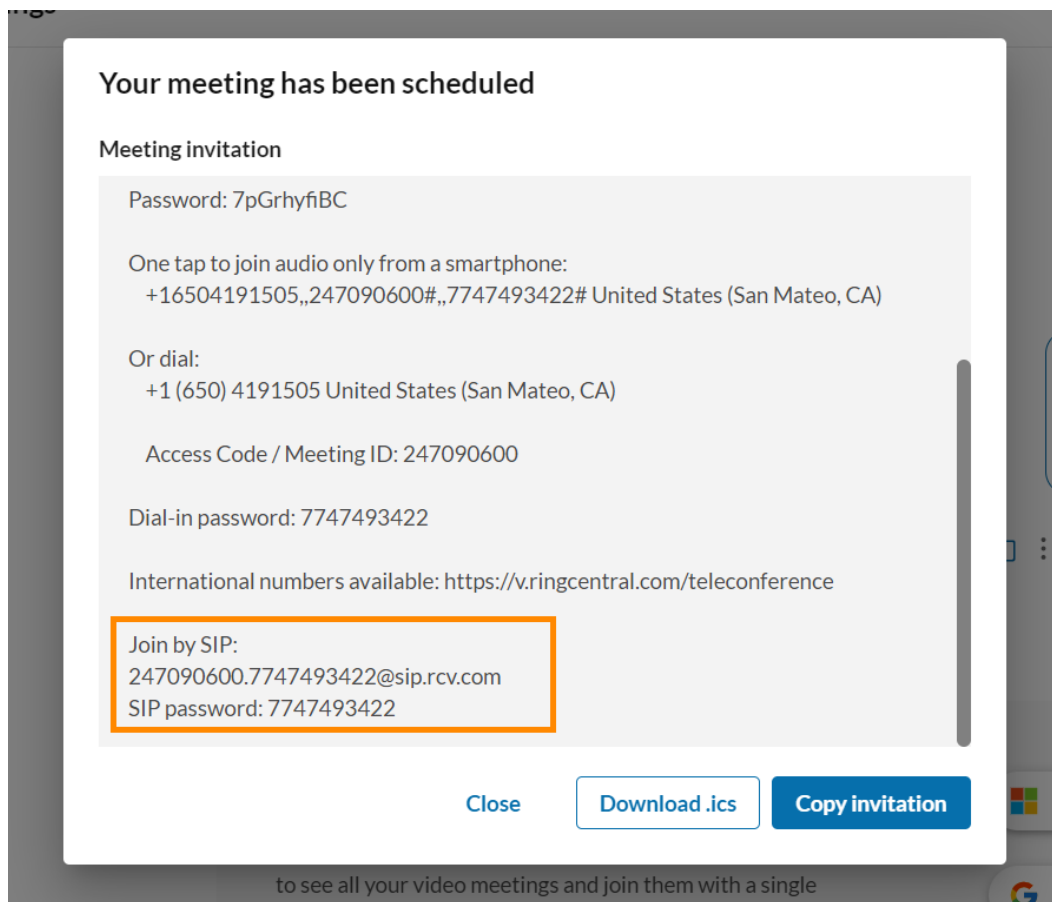 Your meeting has been scheduled
Meeting invitation
Password: 7pGrhyfiBC
One tap to join audio only from a smartphone:
+16504191505,,247090600#,,7747493422# United States (San Mateo, CA)
Or dial:
+1 (650) 4191505 United States (San Mateo, CA)
Access Code / Meeting ID: 247090600
Dial-in password: 7747493422
International numbers available: https://v.ringcentral.com/teleconference
Join by SIP:
247090600.7747493422@sip.rcv.com
SIP password: 7747493422
Close Download .ics Copy invitation
to see all your video meetings and join them with a single